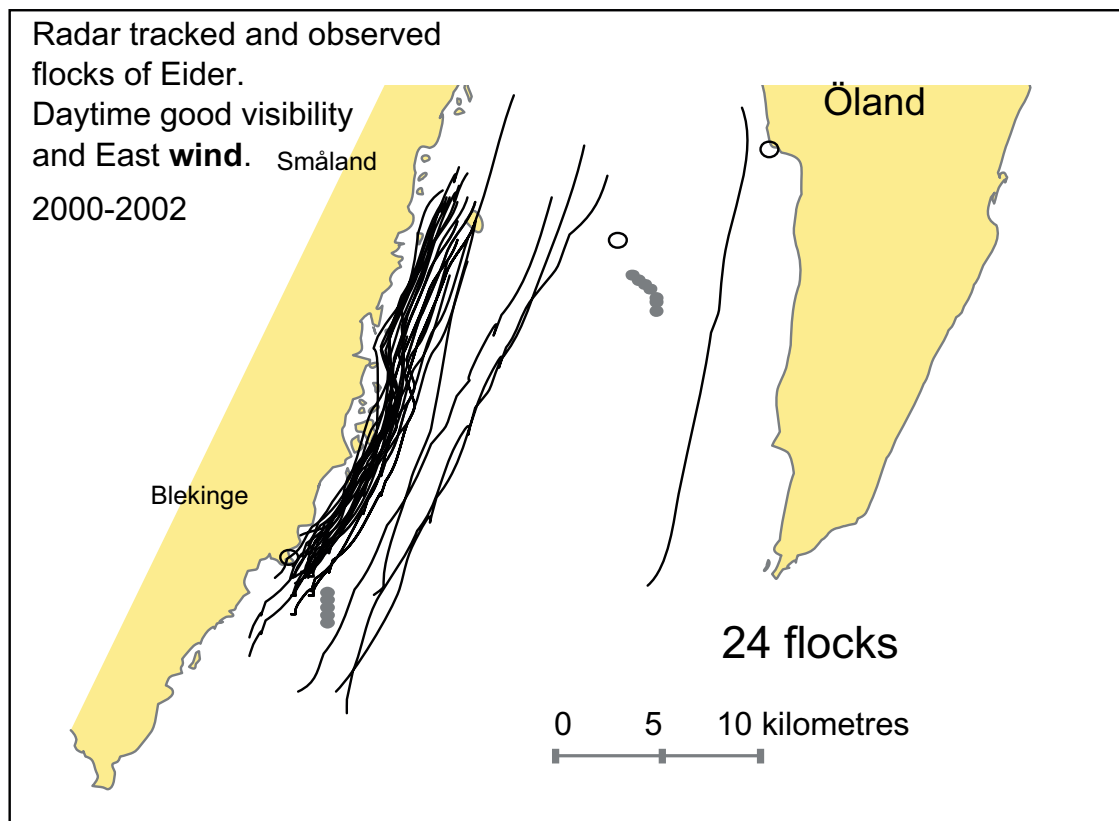 Radar tracked and observed
flocks of Eider.
Daytime good visibility
and East wind.
2000-2002
Småland
Öland
Blekinge
24 flocks
0 5 10 kilometres